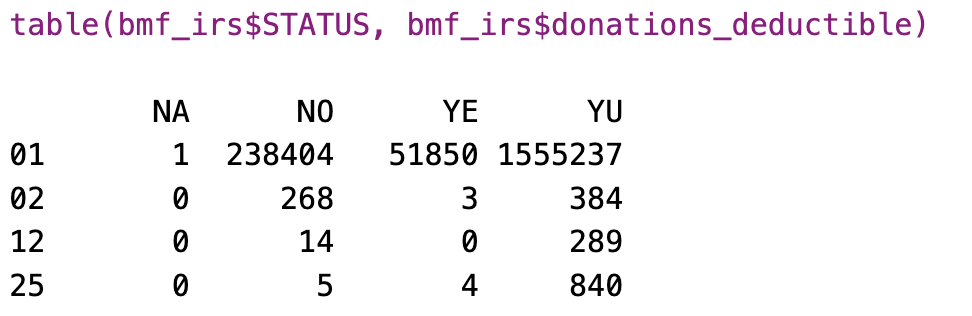 table(bmf_irs$STATUS, bmf_irs$donations_deductible)
NA NO YE YU
01 1 238404 51850 1555237
02 0 268 3 384
12 0 14 0 289
25 0 5 4 840